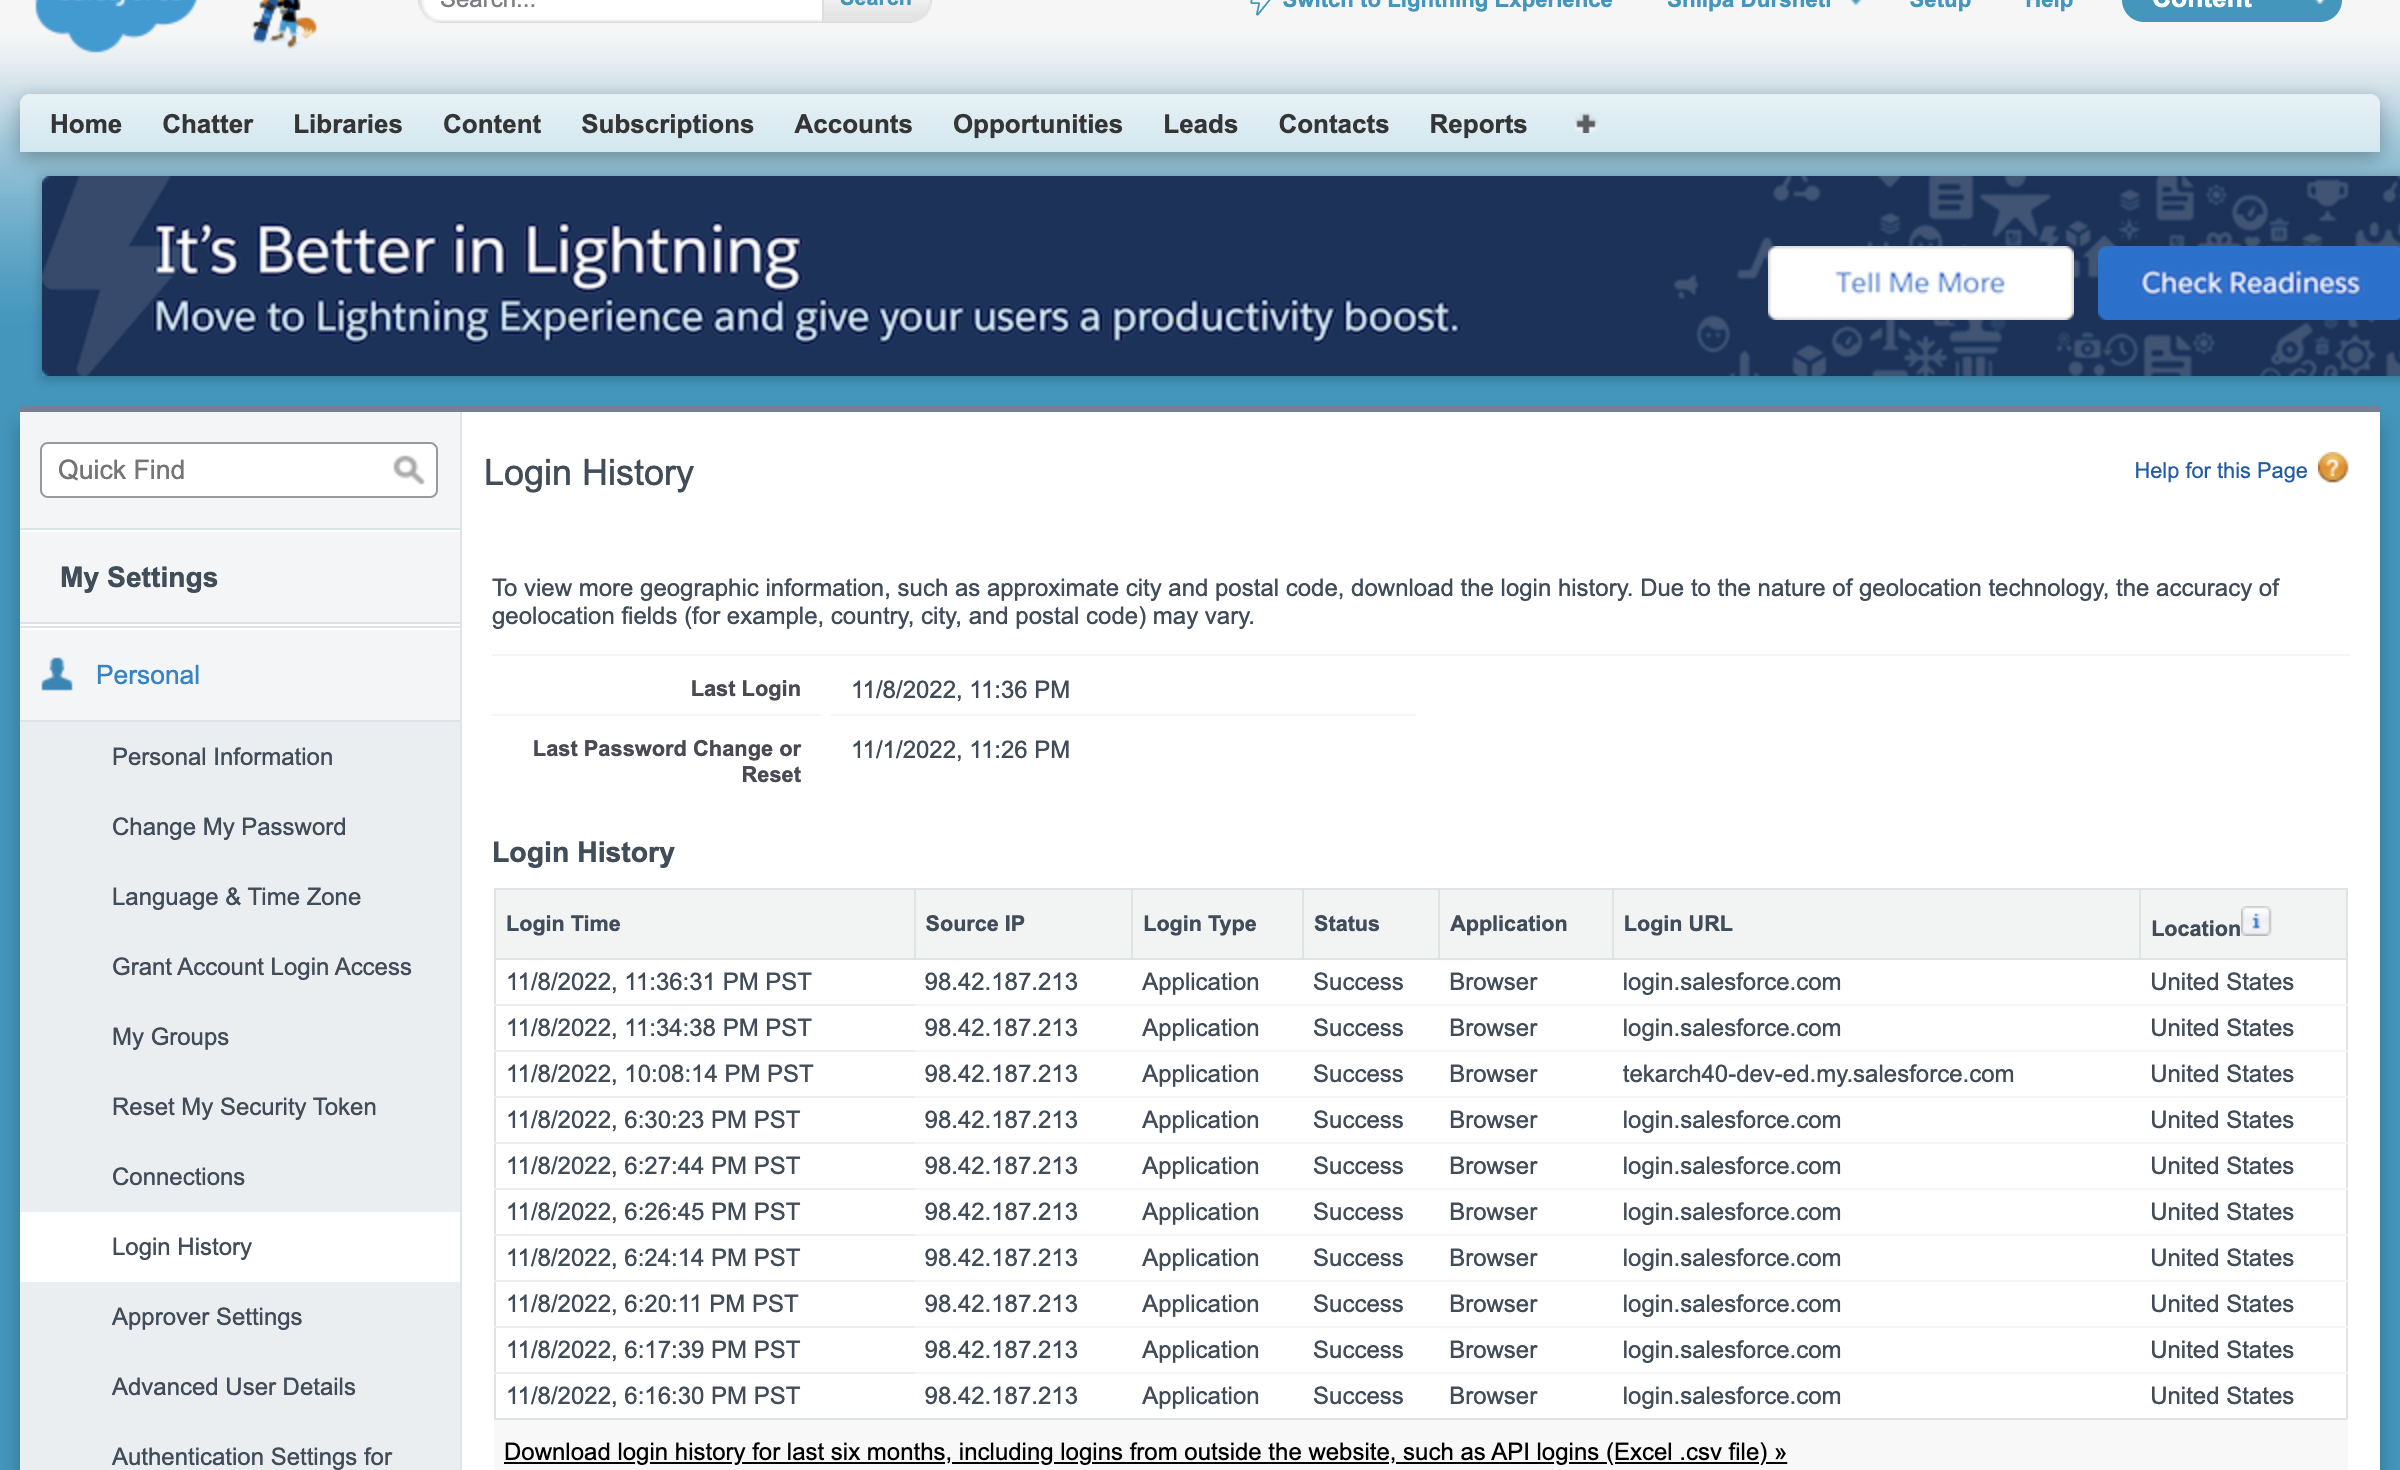 Search...
Search
Switch to Lightning Experience
Shilpa Dursheti
Setup
Help
Content
Home Chatter Libraries Content Subscriptions Accounts Opportunities Leads Contacts Reports
It's Better in Lightning
Move to Lightning Experience and give your users a productivity boost.
Tell Me More
Check Readiness
Quick Find
My Settings
Personal
Personal Information
Change My Password
Language & Time Zone
Grant Account Login Access
My Groups
Reset My Security Token
Connections
Login History
Approver Settings
Advanced User Details
Authentication Settings for
Login History
Help for this Page
To view more geographic information, such as approximate city and postal code, download the login history. Due to the nature of geolocation technology, the accuracy of
geolocation fields (for example, country, city, and postal code) may vary.
Last Login 11/8/2022, 11:36 PM
Last Password Change or 11/1/2022, 11:26 PM
Reset
Login History
Login Time Source IP Login Type Status Application Login URL Location
11/8/2022, 11:36:31 PM PST 98.42.187.213 Application Success Browser login.salesforce.com United States
11/8/2022, 11:34:38 PM PST 98.42.187.213 Application Success Browser login.salesforce.com United States
11/8/2022, 10:08:14 PM PST 98.42.187.213 Application Success Browser tekarch40-dev-ed.my.salesforce.com United States
11/8/2022, 6:30:23 PM PST 98.42.187.213 Application Success Browser login.salesforce.com United States
11/8/2022, 6:27:44 PM PST 98.42.187.213 Application Success Browser login.salesforce.com United States
11/8/2022, 6:26:45 PM PST 98.42.187.213 Application Success Browser login.salesforce.com United States
11/8/2022, 6:24:14 PM PST 98.42.187.213 Application Success Browser login.salesforce.com United States
11/8/2022, 6:20:11 PM PST 98.42.187.213 Application Success Browser login.salesforce.com United States
11/8/2022, 6:17:39 PM PST 98.42.187.213 Application Success Browser login.salesforce.com United States
11/8/2022, 6:16:30 PM PST 98.42.187.213 Application Success Browser login.salesforce.com United States
Download login history for last six months, including logins from outside the website, such as API logins (Excel .csv file) »